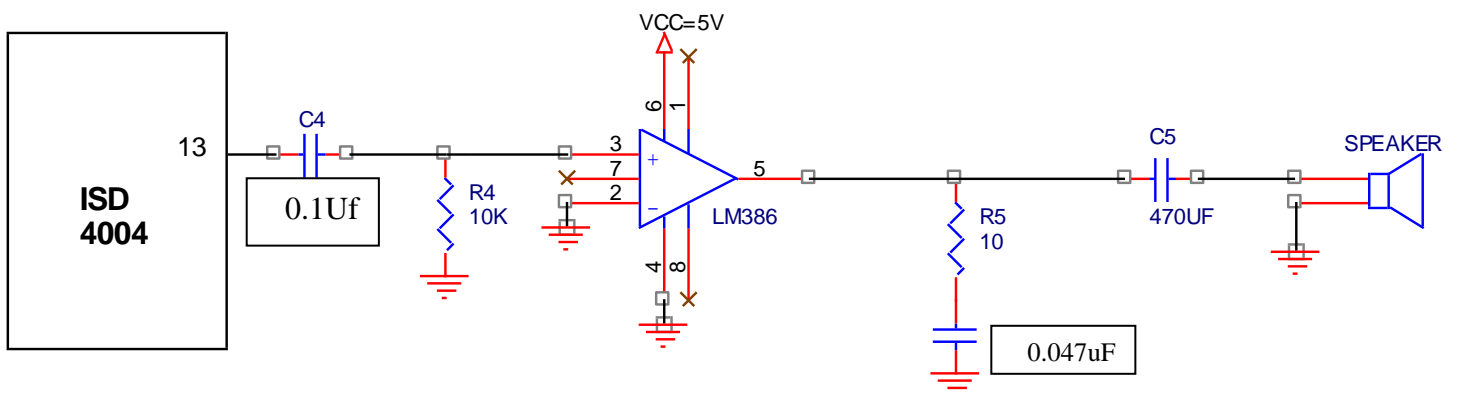 VCC=5V
ISD
4004
13
C4
0.1Uf
R4
10K
3
7
2
6
1
+
−
4
8
5
LM386
R5
10
0.047uF
C5
470UF
SPEAKER